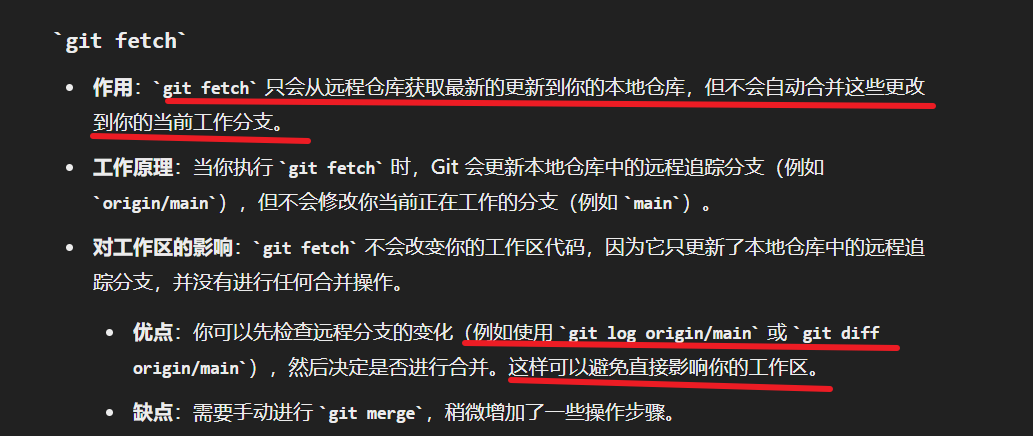 `git fetch`
作用：`git fetch` 只会从远程仓库获取最新的更新到你的本地仓库，但不会自动合并这些更改
到你的当前工作分支。
工作原理：当你执行 `git fetch` 时，Git 会更新本地仓库中的远程追踪分支（例如
`origin/main`），但不会修改你当前正在工作的分支（例如 `main`）。
对工作区的影响：`git fetch` 不会改变你的工作区代码，因为它只更新了本地仓库中的远程追
踪分支，并没有进行任何合并操作。
优点：你可以先检查远程分支的变化（例如使用 `git log origin/main` 或 `git diff
origin/main`），然后决定是否进行合并。这样可以避免直接影响你的工作区。
缺点：需要手动进行 `git merge`，稍微增加了一些操作步骤。